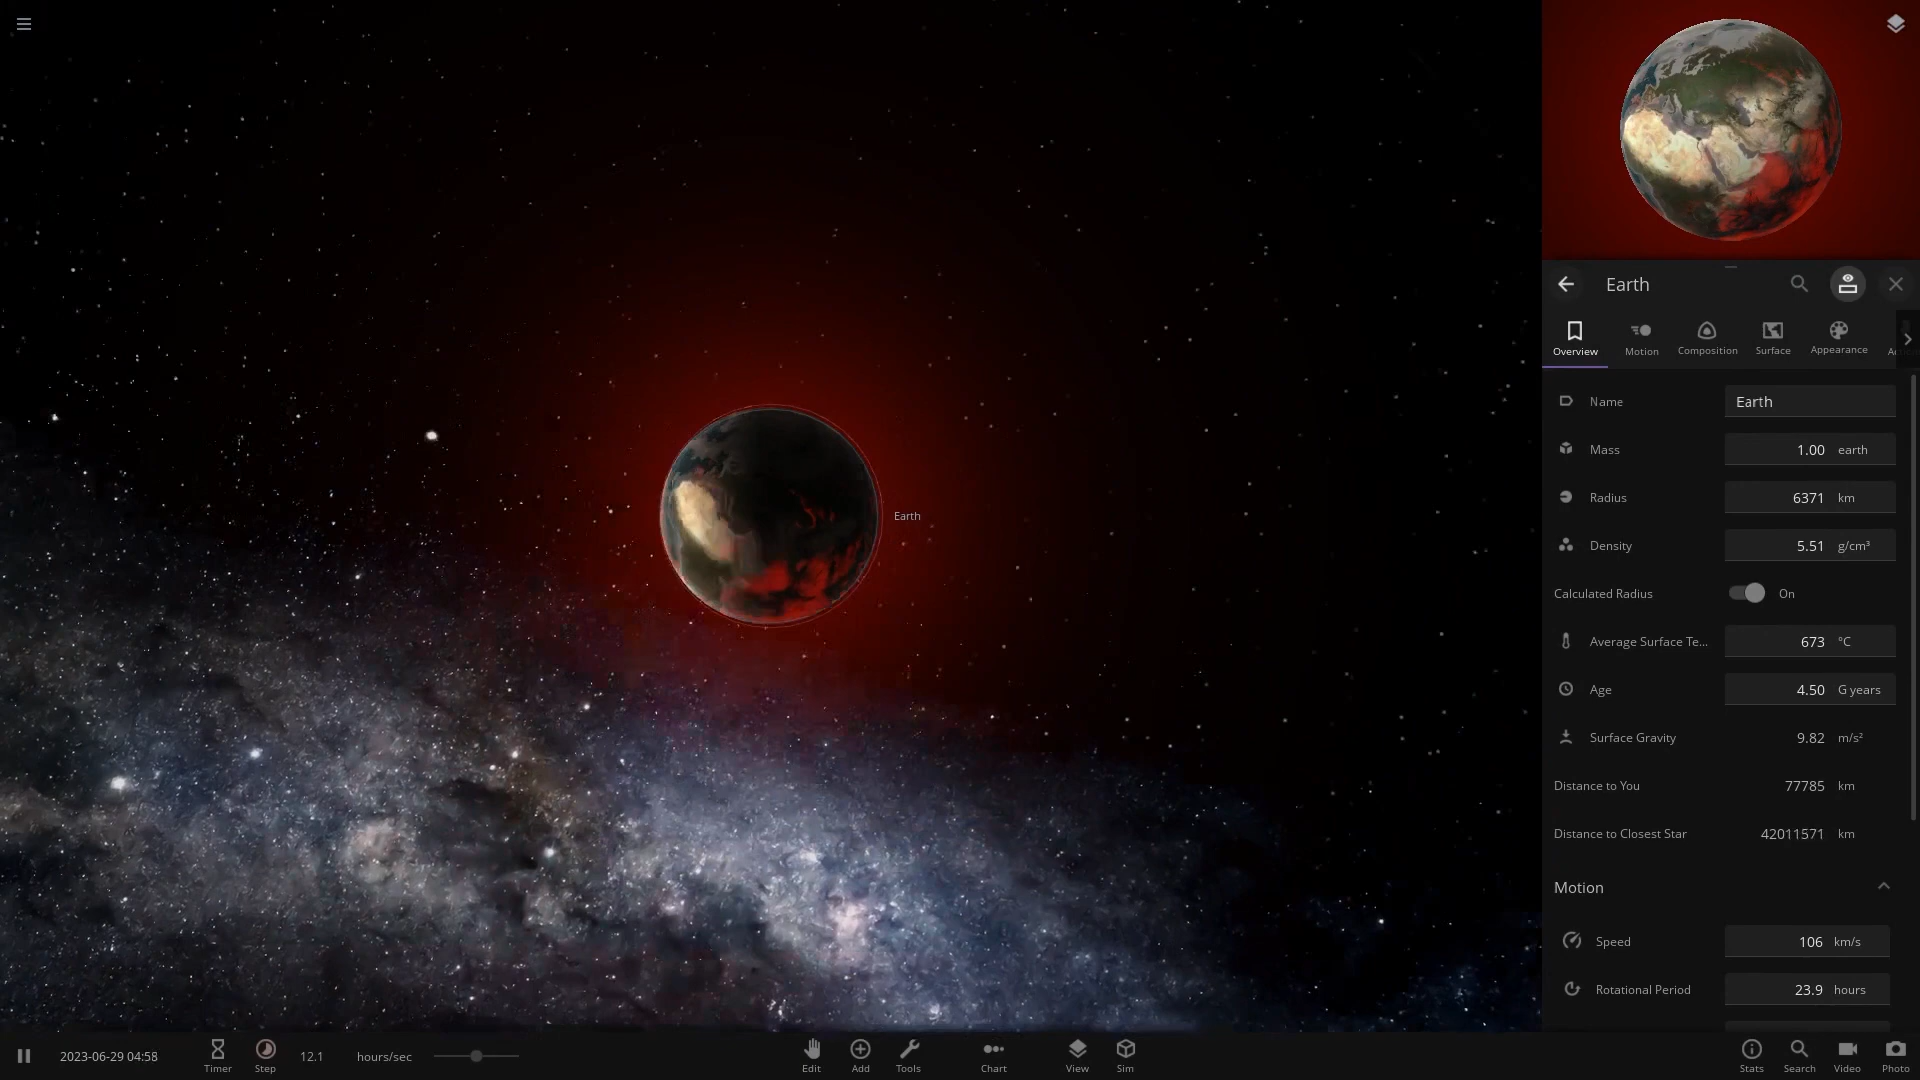 Earth
Earth
Overview
Motion
Composition
Surface
Appearance
Name
Earth
Mass
1.00 earth
Radius
6371 km
Density
5.51 g/cm³
Calculated Radius
On
Average Surface Te...
673 °C
Age
4.50 G years
Surface Gravity
9.82 m/s²
Distance to You
77785 km
Distance to Closest Star
42011571 km
Motion
Speed
106 km/s
Rotational Period
23.9 hours
2023-06-29 04:58
Timer
Step
12.1 hours/sec
Edit
Add
Tools
Chart
View
Sim
Stats
Search
Video
Photo